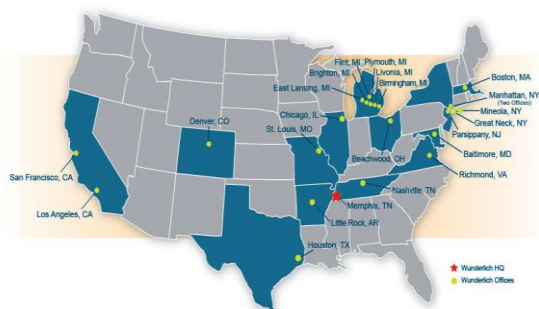 Flint, MI
Plymouth, MI
Livonia, MI
Brighton, MI
Birmingham, MI
East Lansing, MI
Boston, MA
Manhattan, NY
(Two Offices)
Chicago, IL
Mineola, NY
Denver, CO
Great Neck, NY
St. Louis, MO
Parsippany, NJ
Beachwood, OH
Baltimore, MD
San Francisco, CA
Richmond, VA
Nashville, TN
Los Angeles, CA
Memphis, TN
Little Rock, AR
Houston, TX
Wunderlich HQ
Wunderlich Offices